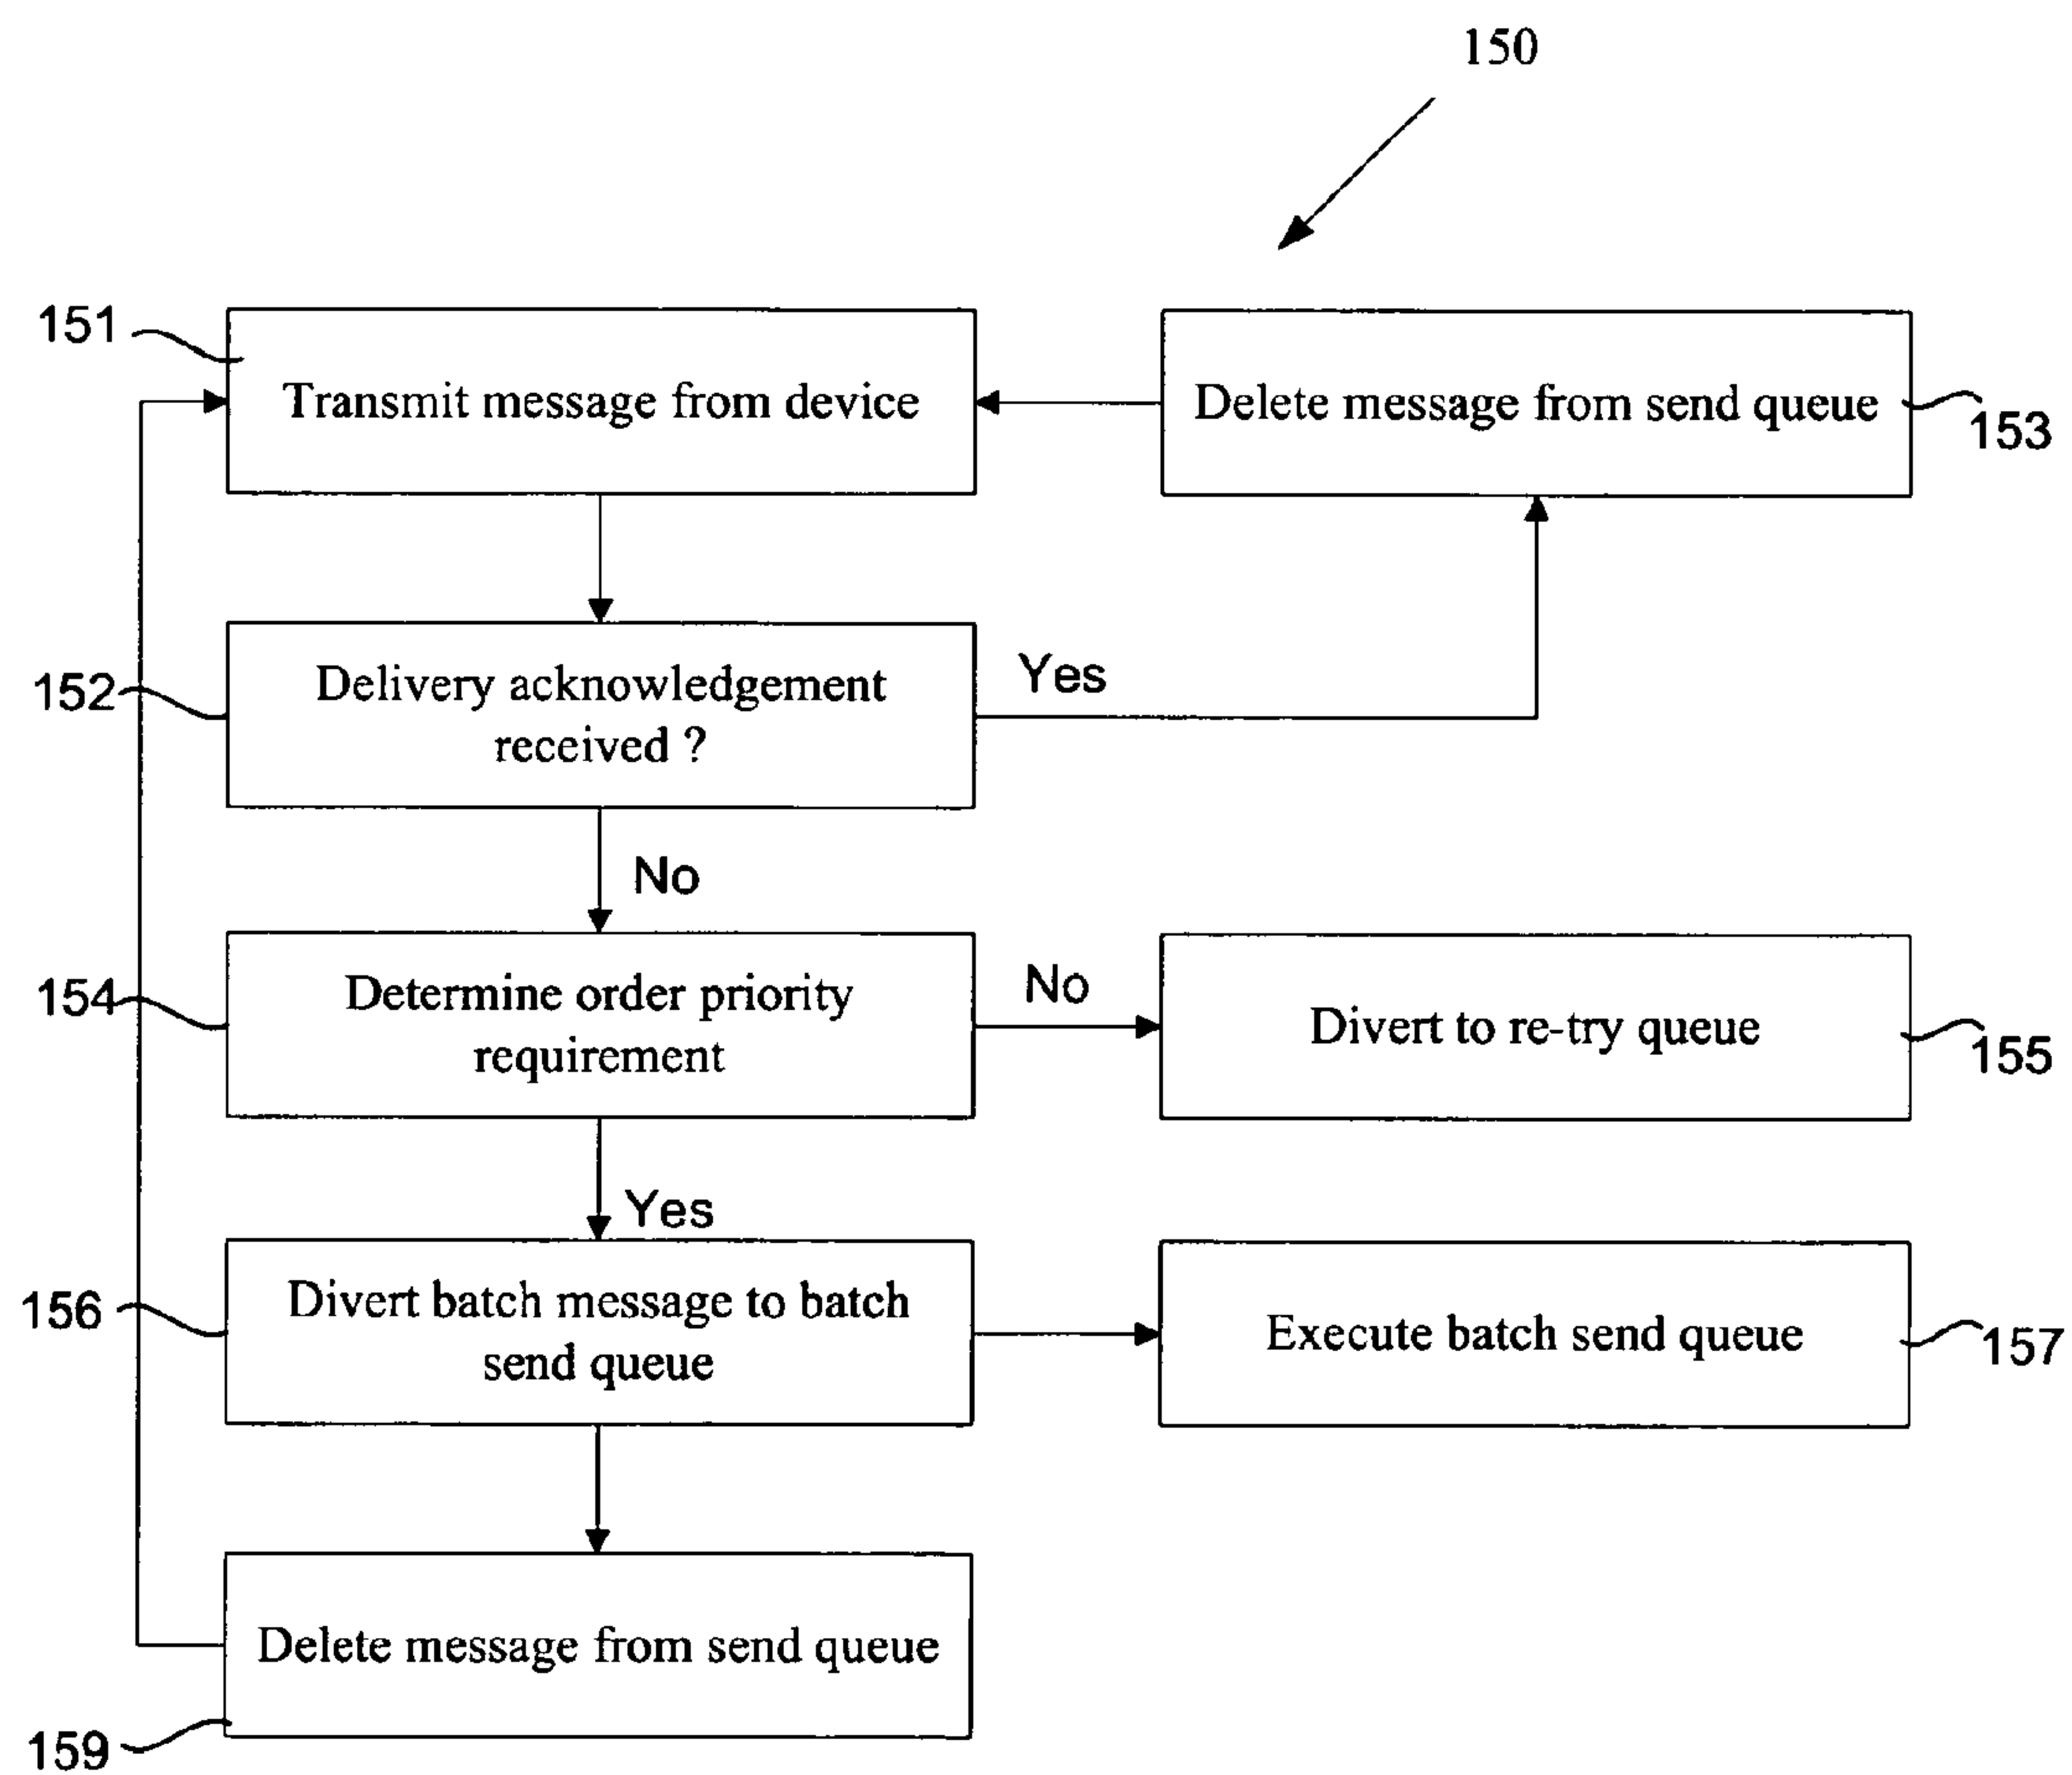 150
151
Transmit message from device
Delete message from send queue
153
152
Delivery acknowledgement
received ?
Yes
No
154
Determine order priority
requirement
No
Divert to re-try queue
155
Yes
156
Divert batch message to batch
send queue
Execute batch send queue
157
Delete message from send queue
159